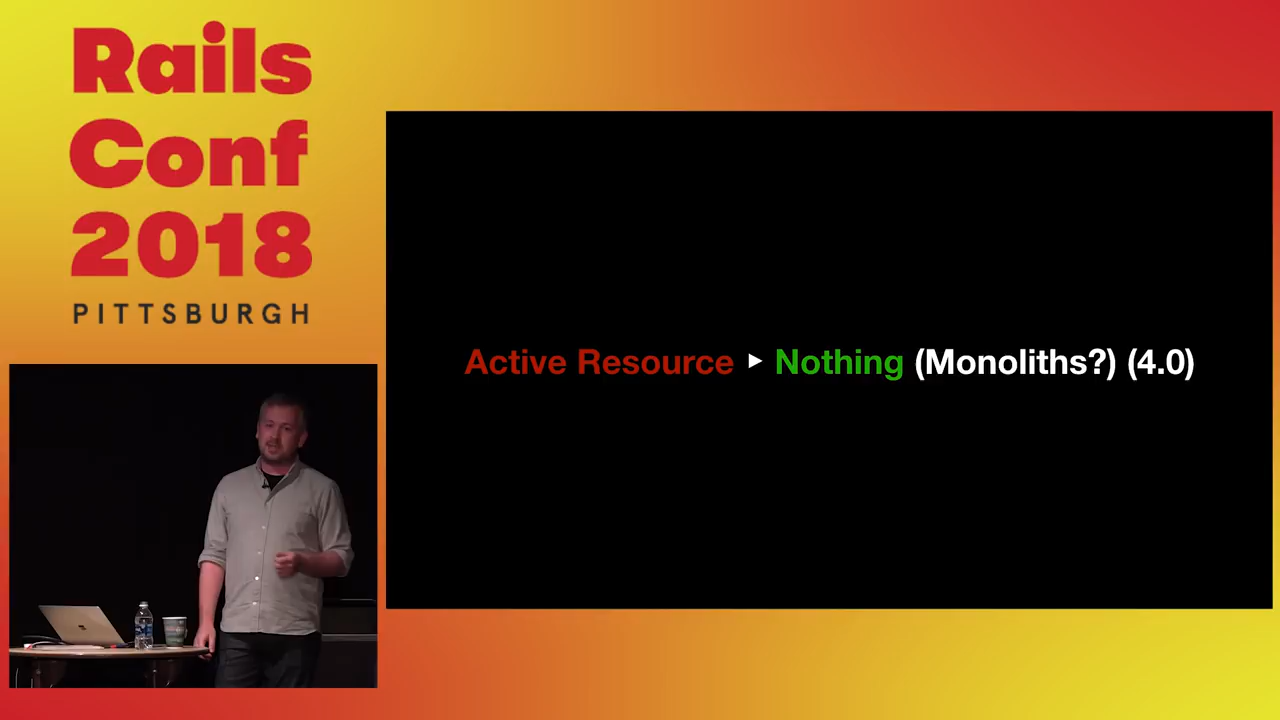 Rails
Conf
2018
PITTSBURGH
Active Resource ▸ Nothing (Monoliths?) (4.0)